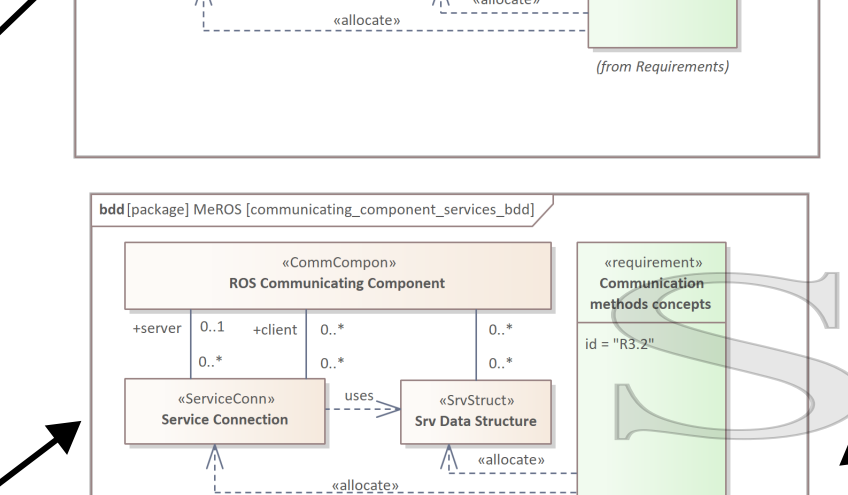 «allocate»
«allocate»
(from Requirements)
bdd [package] MeROS [communicating_component_services_bdd]
«CommCompon»
ROS Communicating Component
«requirement»
Communication
methods concepts
id = "R3.2"
+server
0..1
+client
0..*
0..*
0..*
0..*
0..*
«ServiceConn»
Service Connection
uses
«SrvStruct»
Srv Data Structure
«allocate»
«allocate»
S